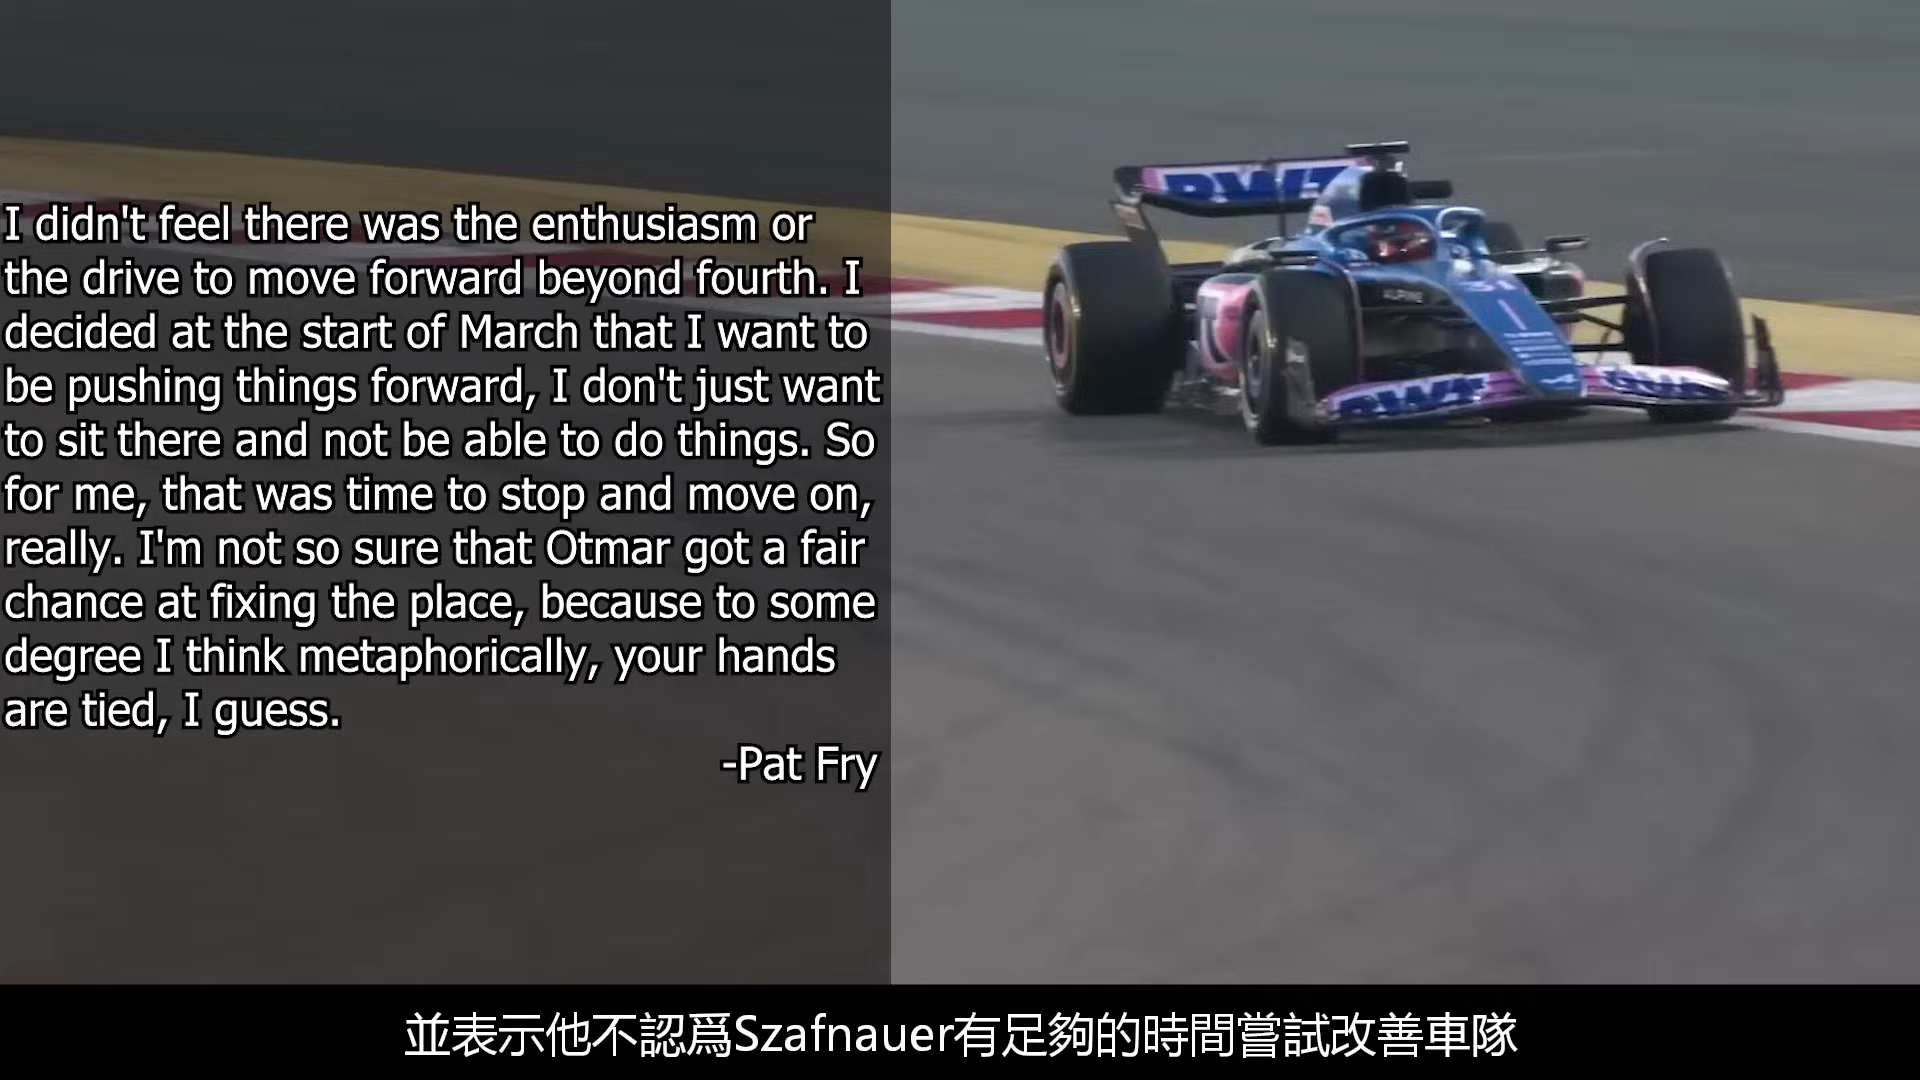 I didn't feel there was the enthusiasm or
the drive to move forward beyond fourth. I
decided at the start of March that I want to
be pushing things forward, I don't just want
to sit there and not be able to do things. So
for me, that was time to stop and move on,
really. I'm not so sure that Otmar got a fair
chance at fixing the place, because to some
degree I think metaphorically, your hands
are tied, I guess.
-Pat Fry
BWT
ALPINE
31
BWT
並表示他不認爲Szafnauer有足夠的時間嘗試改善車隊